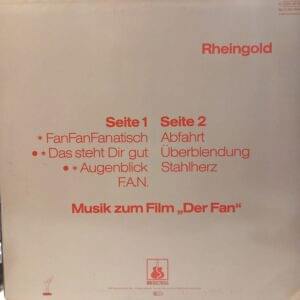 Rheingold
Seite 1
* FanFanFanatisch
●*Das steht Dir gut
●*Augenblick
F.A.N.
Seite 2
Abfahrt
Überblendung
Stahlherz
Musik zum Film „Der Fan“